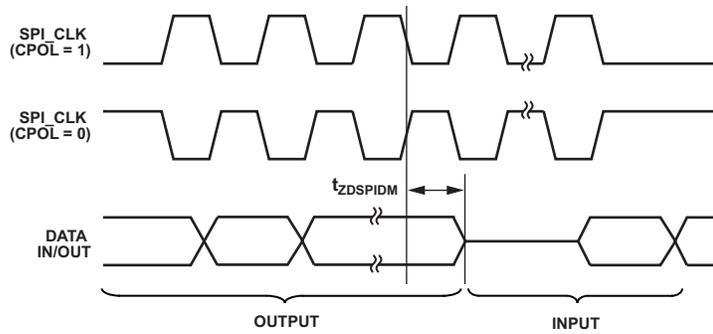 SPI_CLK
(CPOL = 1)
SPI_CLK
(CPOL = 0)
tZDSPIDM
DATA
IN/OUT
OUTPUT
INPUT